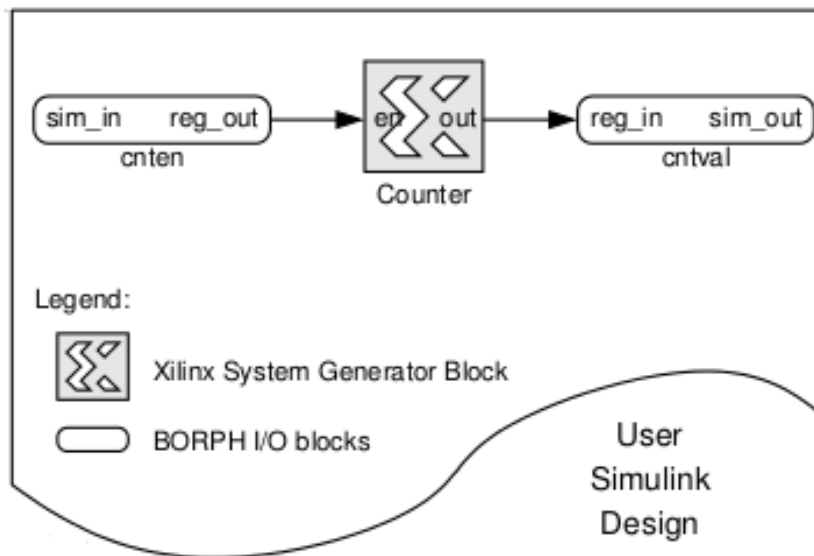 sim_in reg_out
en out
reg_in sim_out
cnten
cntval
Counter
Legend:
Xilinx System Generator Block
BORPH I/O blocks
User
Simulink
Design